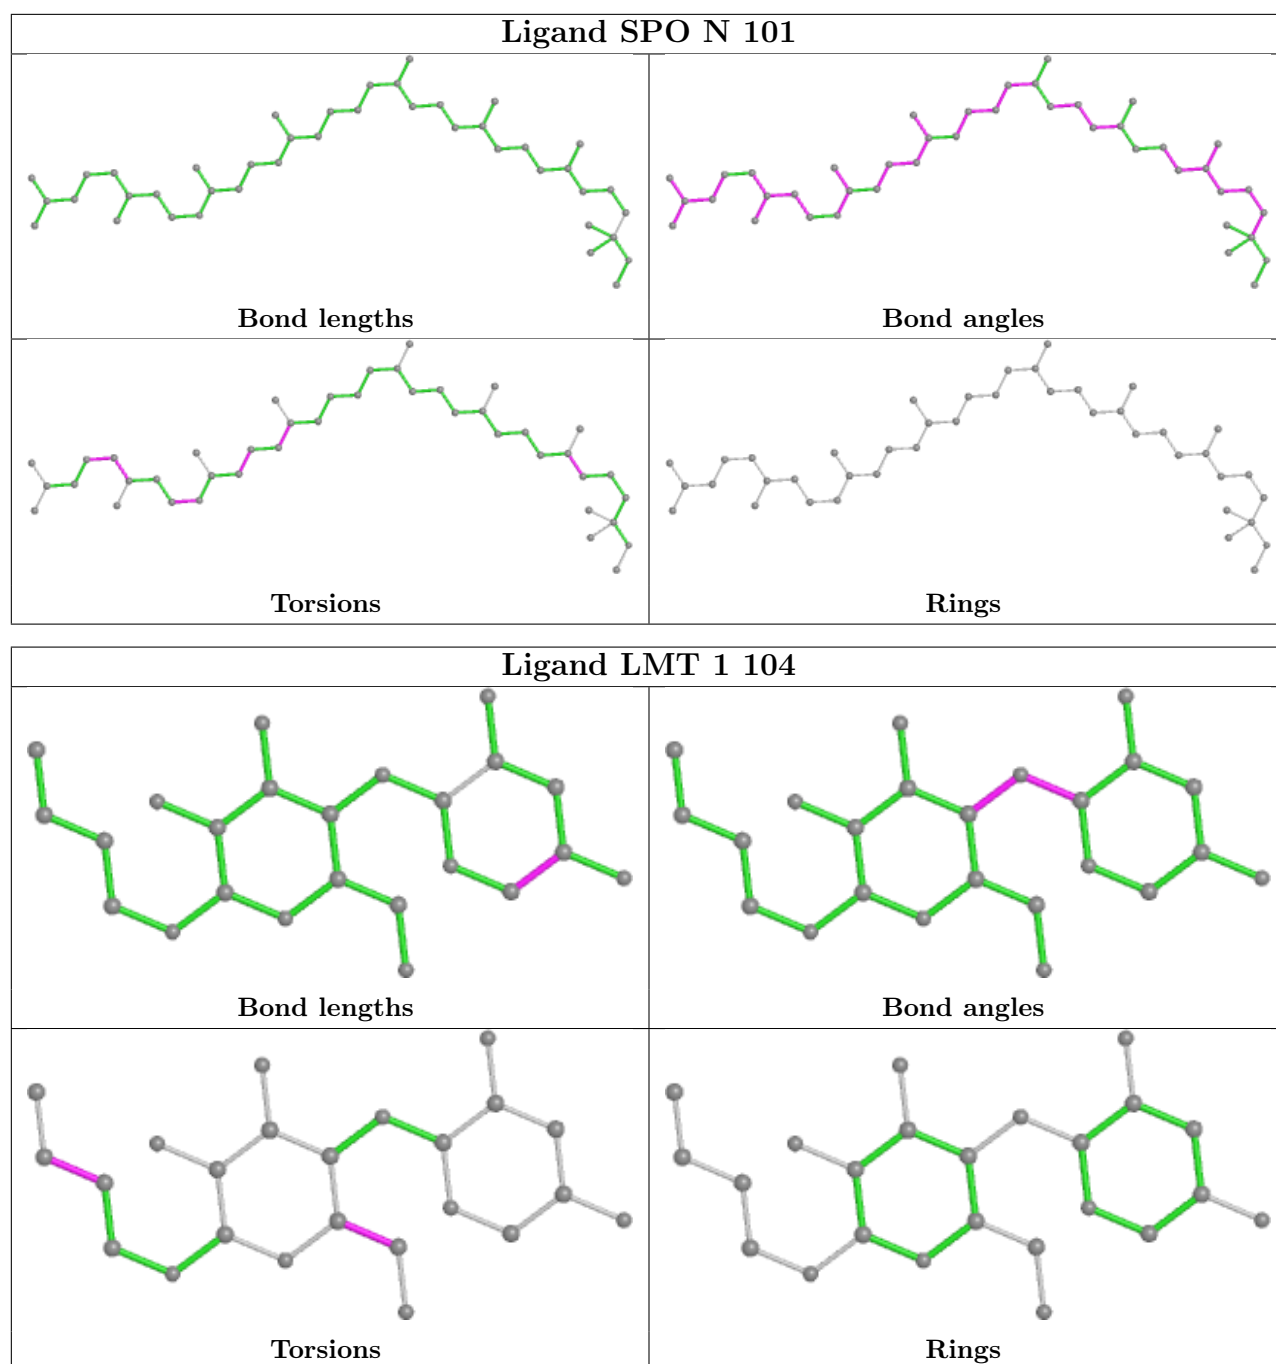 Ligand SPO N 101
Bond lengths
Bond angles
Torsions
Rings
Ligand LMT 1 104
Bond lengths
Bond angles
Torsions
Rings